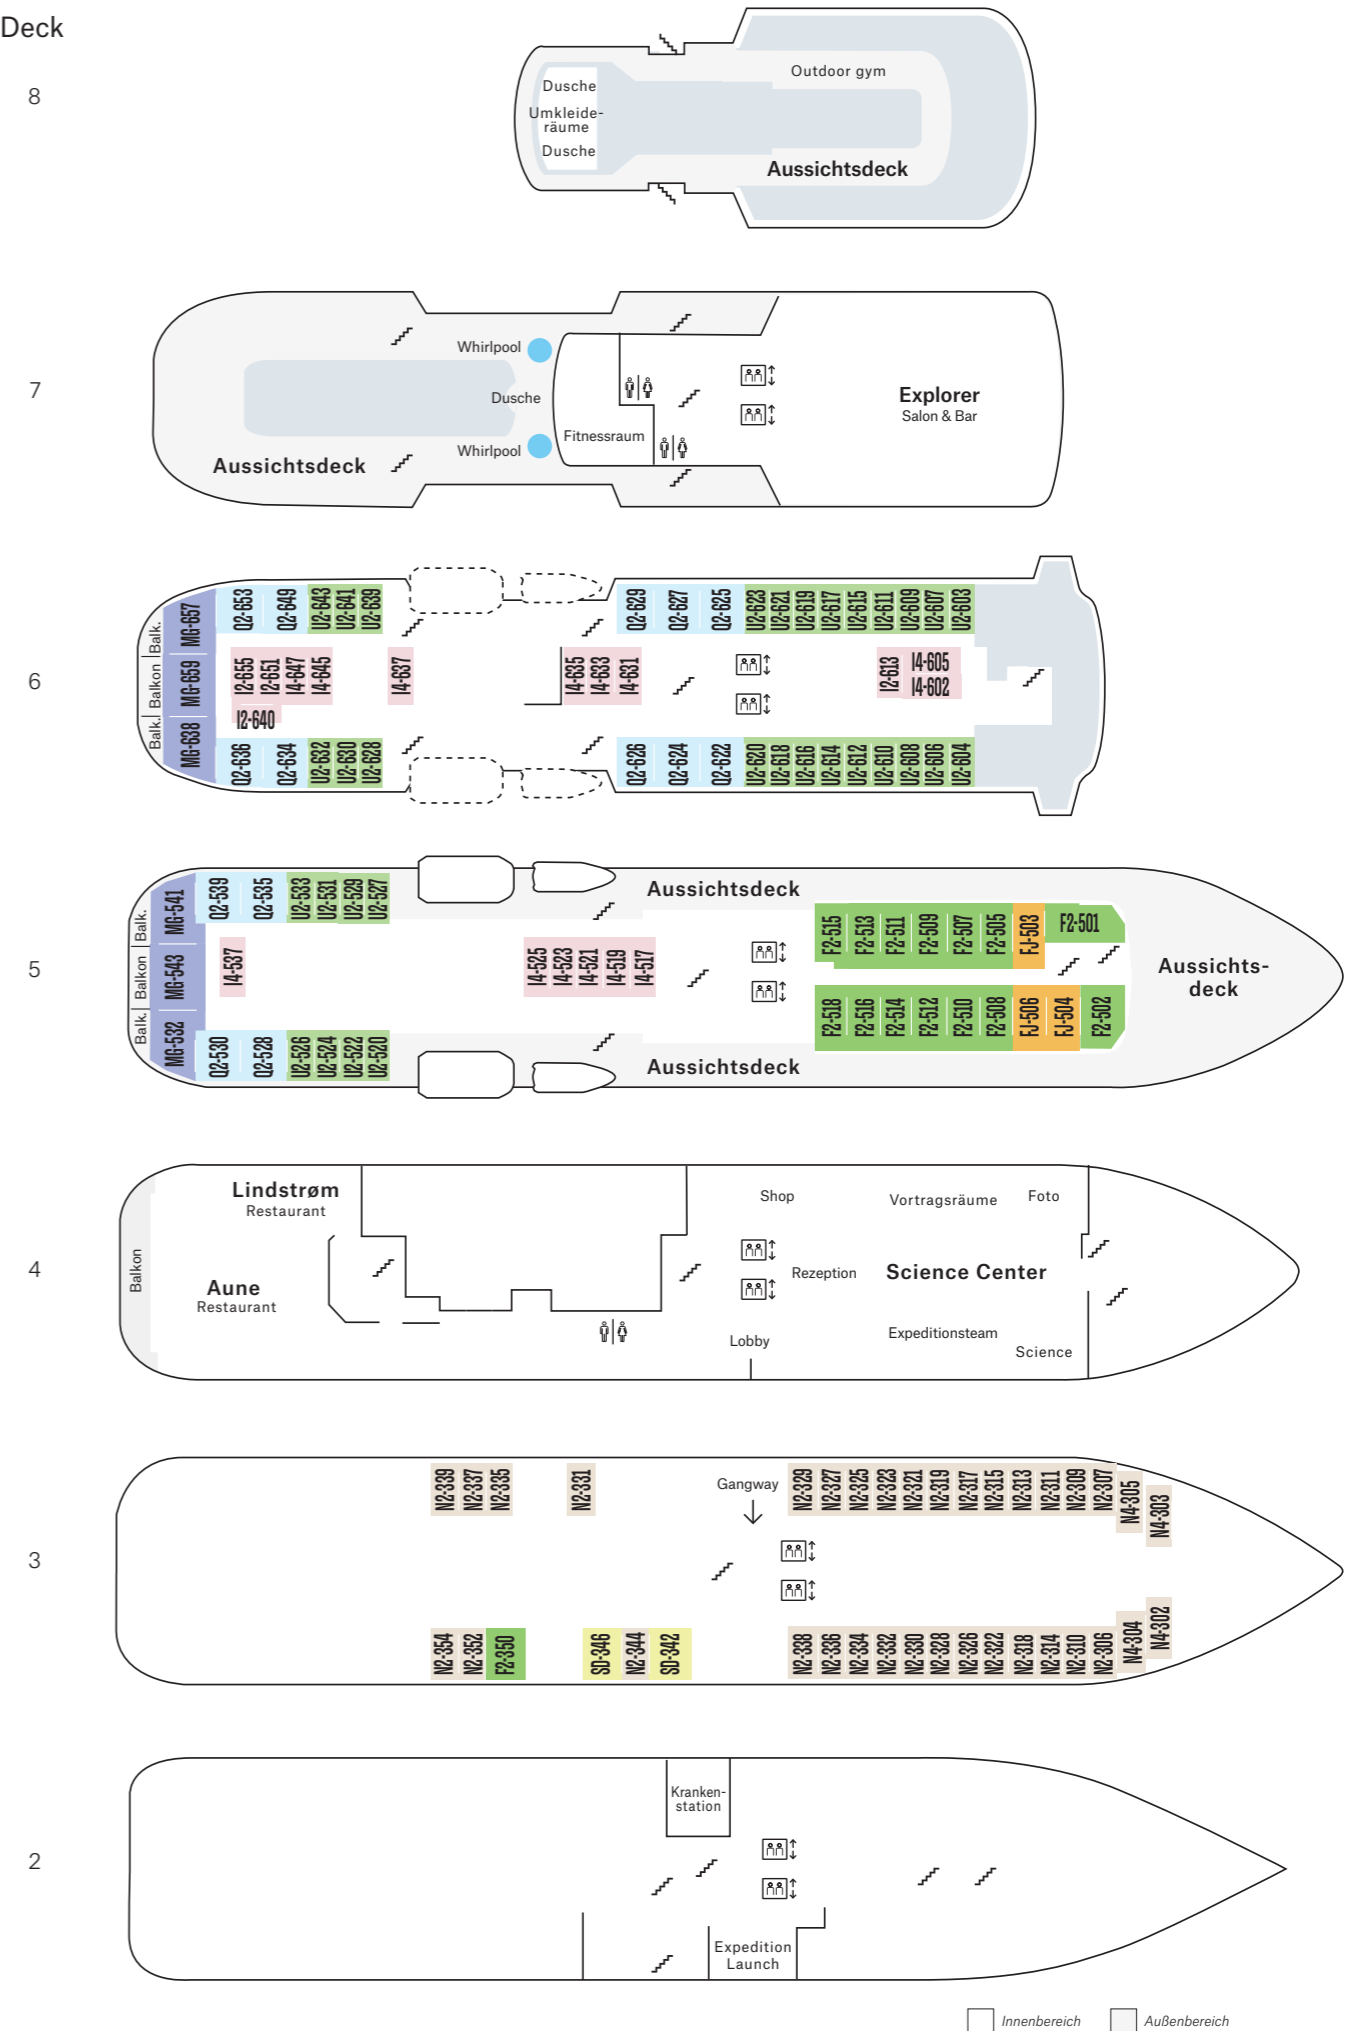 Deck
8
Dusche
Umkleide-
räume
Dusche
Outdoor gym
Aussichtsdeck
7
Whirlpool
Dusche
Whirlpool
Fitnessraum
Aussichtsdeck
Explorer
Salon & Bar
6
Balk.
Balkon
Balk.
MG-657
MG-659
MG-638
Q2-653
Q2-649
U2-643
U2-641
U2-639
Q2-629
Q2-627
Q2-625
U2-623
U2-621
U2-619
U2-617
U2-615
U2-611
U2-609
U2-607
U2-603
I2-655
I2-651
I4-647
I4-645
I4-637
I4-635
I4-633
I4-631
I2-613
I4-605
I4-602
I2-640
Q2-636
Q2-634
U2-632
U2-630
U2-628
Q2-626
Q2-624
Q2-622
U2-620
U2-618
U2-616
U2-614
U2-612
U2-610
U2-608
U2-606
U2-604
5
Balk.
Balkon
Balk.
MG-541
MG-543
MG-532
Q2-539
Q2-535
U2-533
U2-531
U2-529
U2-527
Aussichtsdeck
F2-515
F2-513
F2-511
F2-509
F2-507
F2-505
FJ-503
F2-501
I4-537
I4-525
I4-523
I4-521
I4-519
I4-517
Aussichts-
deck
F2-518
F2-516
F2-514
F2-512
F2-510
F2-508
FJ-506
FJ-504
F2-502
Q2-530
Q2-528
U2-526
U2-524
U2-522
U2-520
Aussichtsdeck
4
Balkon
Lindstrøm
Restaurant
Aune
Restaurant
Shop
Vortragsräume
Foto
Rezeption
Science Center
Lobby
Expeditionsteam
Science
3
N2-339
N2-337
N2-335
N2-331
Gangway
N2-329
N2-327
N2-325
N2-323
N2-321
N2-319
N2-317
N2-315
N2-313
N2-311
N2-309
N2-307
N4-305
N4-303
N2-354
N2-352
F2-350
SD-346
N2-344
SD-342
N2-338
N2-336
N2-334
N2-332
N2-330
N2-328
N2-326
N2-322
N2-318
N2-314
N2-310
N2-306
N4-304
N4-302
2
Kranken-
station
Expedition
Launch
Innenbereich
Außenbereich